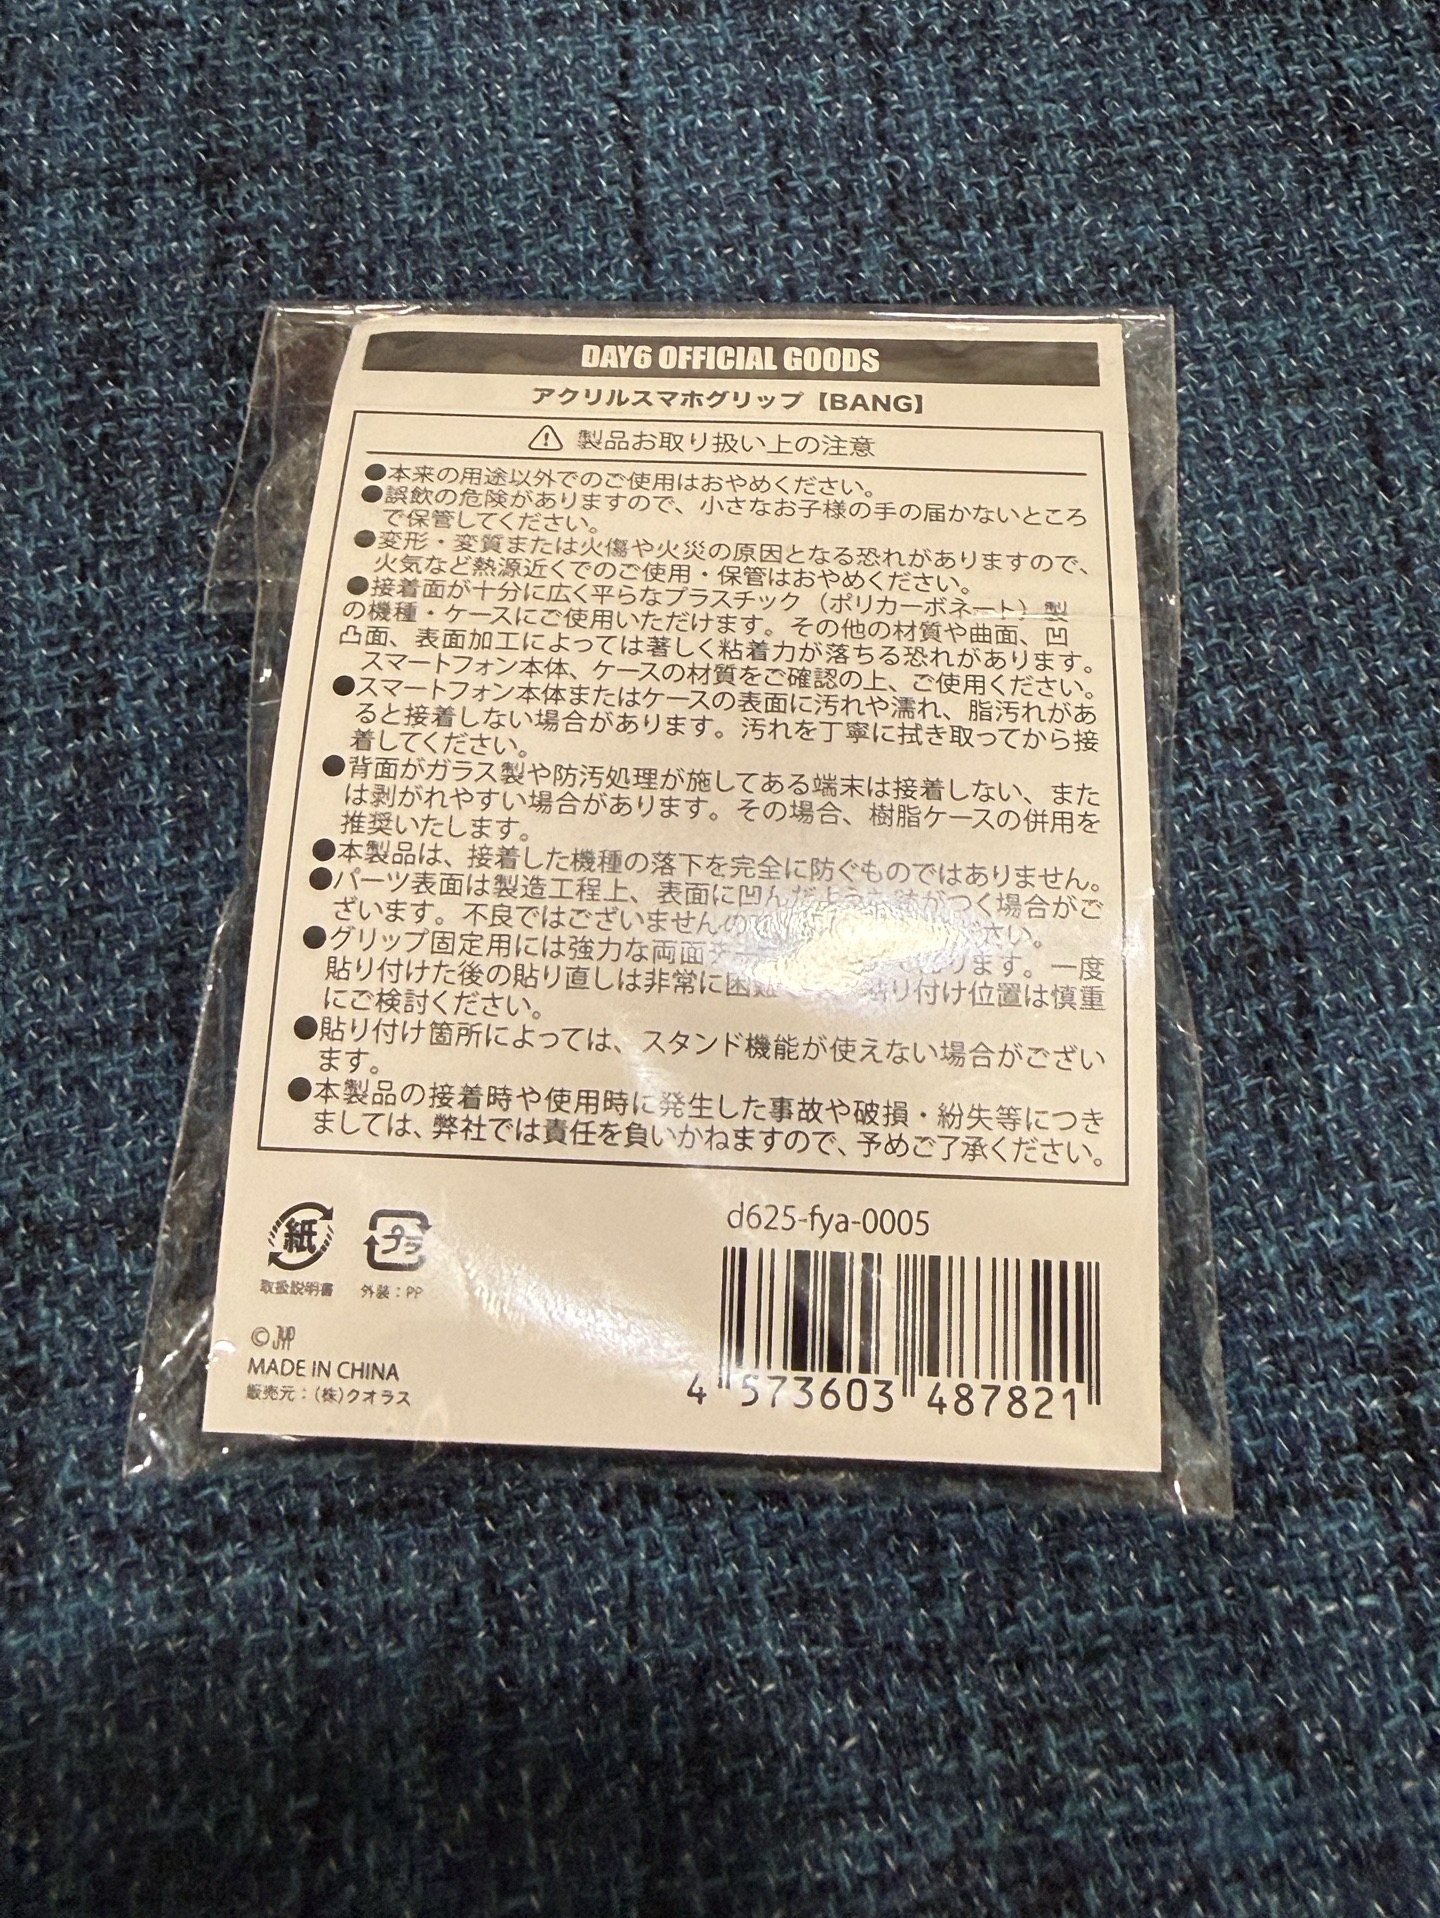 DAY6 OFFICIAL GOODS
アクリルスマホグリップ【BANG】
製品お取り扱い上の注意
●本来の用途以外でのご使用はおやめください。
●誤飲の危険がありますので、小さなお子様の手の届かないところ
で保管してください。
●変形・変質または火傷や火災の原因となる恐れがありますので、
火気など熱源近くでのご使用・保管はおやめください。
●接着面が十分に広く平らなプラスチック（ポリカーボネート）製
の機種・ケースにご使用いただけます。その他の材質や曲面、凹
凸面、表面加工によっては著しく粘着力が落ちる恐れがあります。
スマートフォン本体、ケースの材質をご確認の上、ご使用ください。
●スマートフォン本体またはケースの表面に汚れや濡れ、脂汚れがあ
ると接着しない場合があります。汚れを丁寧に拭き取ってから接
着してください。
●背面がガラス製や防汚処理が施してある端末は接着しない、また
は剥がれやすい場合があります。その場合、樹脂ケースの併用を
推奨いたします。
●本製品は、接着した機種の落下を完全に防ぐものではありません。
●パーツ表面は製造工程上、表面に凹んだような跡がつく場合がご
ざいます。不良ではございませんの さい。
●グリップ固定用には強力な両面テー ります。一度
貼り付けた後の貼り直しは非常に困難 貼り付け位置は慎重
にご検討ください。
●貼り付け箇所によっては、スタンド機能が使えない場合がござい
ます。
●本製品の接着時や使用時に発生した事故や破損・紛失等につき
ましては、弊社では責任を負いかねますので、予めご了承ください。
d625-fya-0005
紙 プラ
取扱説明書 外装：PP
©JYP
MADE IN CHINA
販売元：(株)クオラス
4 573603 487821